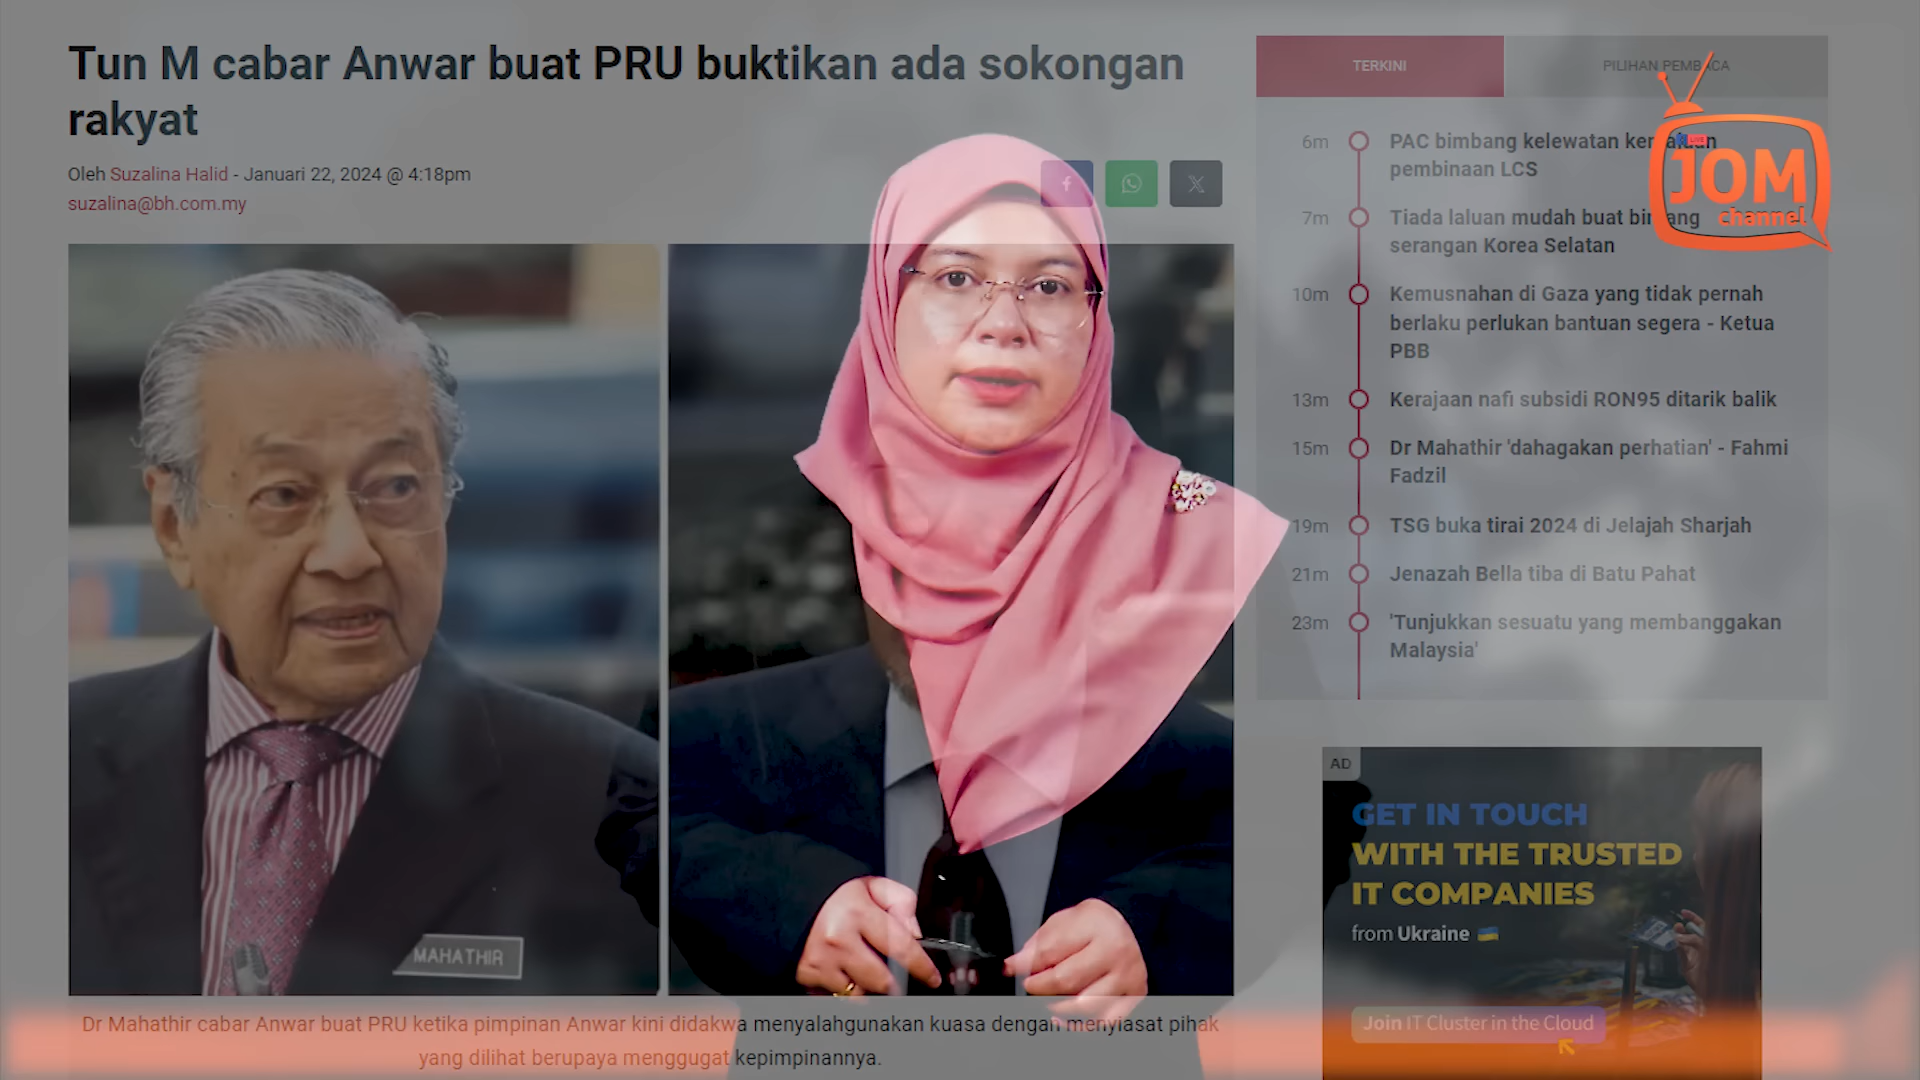 Tun M cabar Anwar buat PRU buktikan ada sokongan
rakyat
Oleh Suzalina Halid - Januari 22, 2024 @ 4:18pm
suzalina@bh.com.my
MAHATHIR
Dr Mahathir cabar Anwar buat PRU ketika pimpinan Anwar kini didakwa menyalahgunakan kuasa dengan menyiasat pihak
yang dilihat berupaya menggugat kepimpinannya.
TERKINI
PILIHAN PEMBACA
LIVE
JOM
channel
6m PAC bimbang kelewatan
pembinaan LCS
7m Tiada laluan mudah buat bintang
serangan Korea Selatan
10m Kemusnahan di Gaza yang tidak pernah
berlaku perlukan bantuan segera - Ketua
PBB
13m Kerajaan nafi subsidi RON95 ditarik balik
15m Dr Mahathir 'dahagakan perhatian' - Fahmi
Fadzil
19m TSG buka tirai 2024 di Jelajah Sharjah
21m Jenazah Bella tiba di Batu Pahat
23m 'Tunjukkan sesuatu yang membanggakan
Malaysia'
AD
GET IN TOUCH
WITH THE TRUSTED
IT COMPANIES
from Ukraine
Join IT Cluster in the Cloud